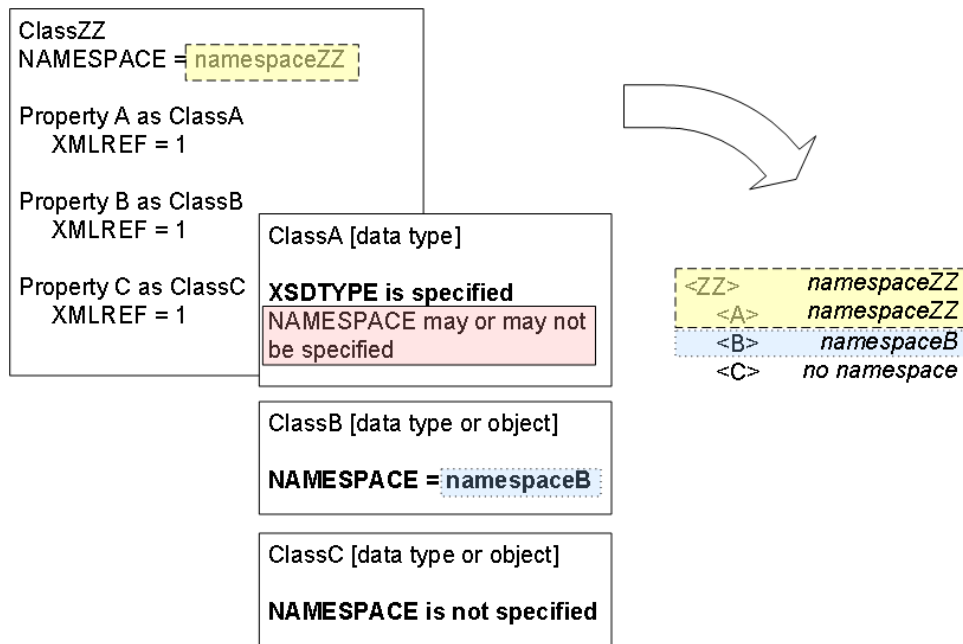 ClassZZ
NAMESPACE = namespaceZZ
Property A as ClassA
XMLREF = 1
Property B as ClassB
XMLREF = 1
Property C as ClassC
XMLREF = 1
ClassA [data type]
XSDTYPE is specified
NAMESPACE may or may not
be specified
ClassB [data type or object]
NAMESPACE = namespaceB
ClassC [data type or object]
NAMESPACE is not specified
<ZZ> namespaceZZ
<A> namespaceZZ
<B> namespaceB
<C> no namespace